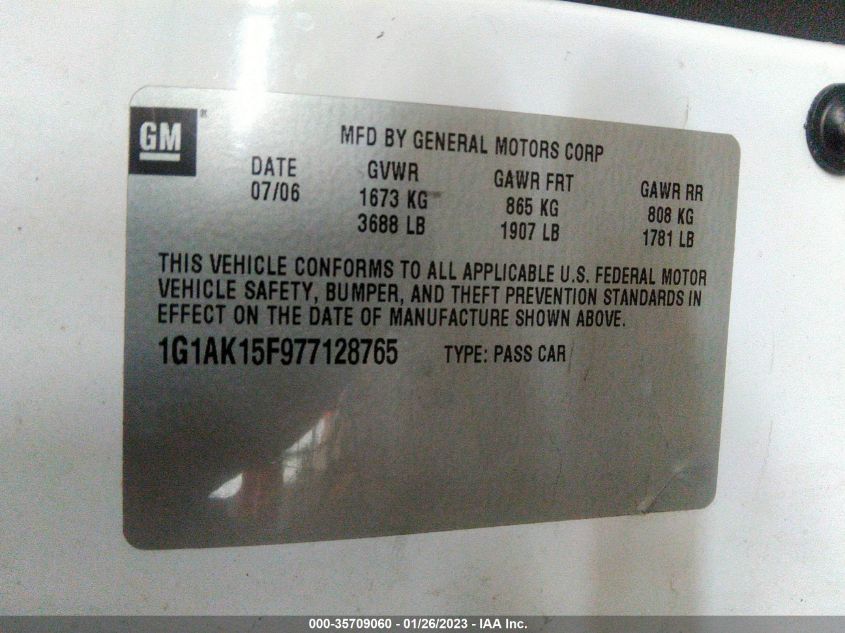 GM
MFD BY GENERAL MOTORS CORP
DATE GVWR GAWR FRT GAWR RR
07/06 1673 KG 865 KG 808 KG
3688 LB 1907 LB 1781 LB
THIS VEHICLE CONFORMS TO ALL APPLICABLE U.S. FEDERAL MOTOR
VEHICLE SAFETY, BUMPER, AND THEFT PREVENTION STANDARDS IN
EFFECT ON THE DATE OF MANUFACTURE SHOWN ABOVE.
1G1AK15F977128765 TYPE: PASS CAR
000-35709060 - 01/26/2023 - IAA Inc.